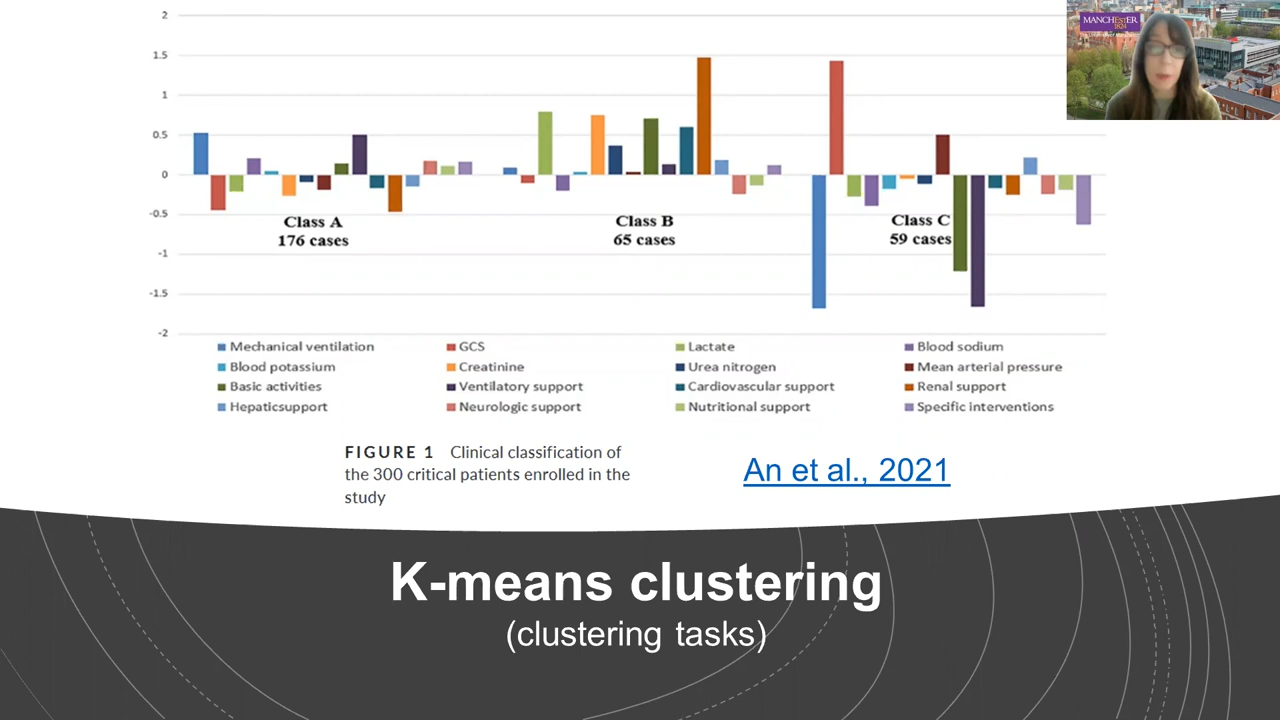 2
1.5
1
0.5
0
-0.5
-1
-1.5
-2
Class A
176 cases
Class B
65 cases
Class C
59 cases
Mechanical ventilation
GCS
Lactate
Blood sodium
Blood potassium
Creatinine
Urea nitrogen
Mean arterial pressure
Basic activities
Ventilatory support
Cardiovascular support
Renal support
Hepaticsupport
Neurologic support
Nutritional support
Specific interventions
FIGURE 1 Clinical classification of
the 300 critical patients enrolled in the
study
An et al., 2021
K-means clustering
(clustering tasks)
MANCHESTER
1824